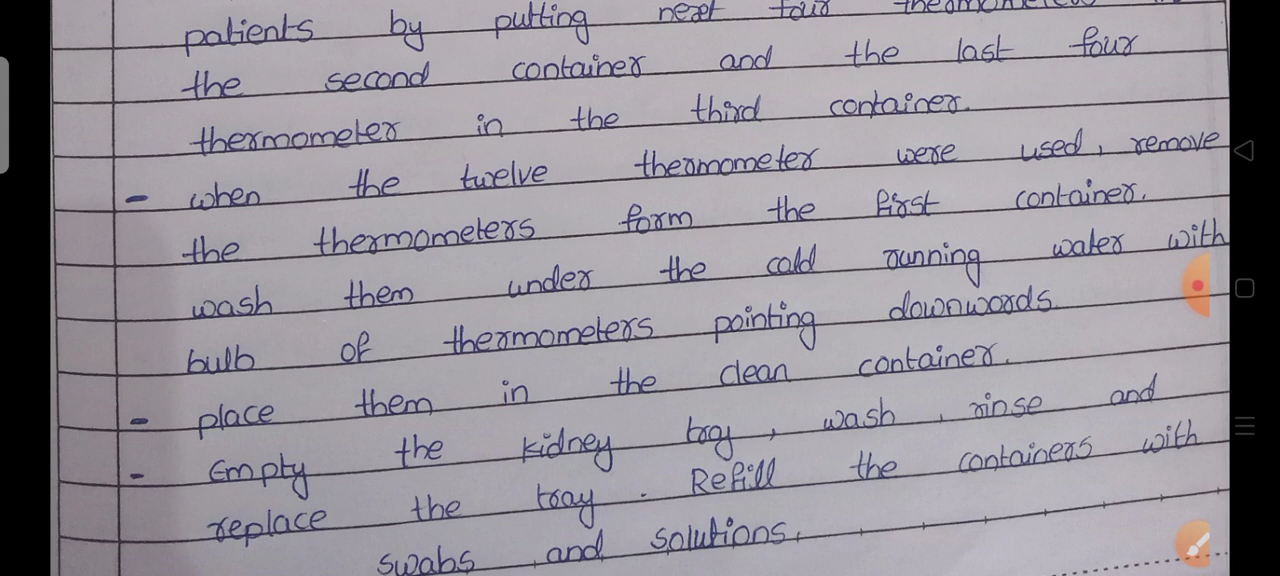 patients by putting next four
the second container and the last four
thermometer in the third container.
- when the twelve thermometer were used, remove
the thermometers form the first container.
wash them under the cold running water with
bulb of thermometers pointing downwords.
- place them in the clean container.
- Empty the kidney tray, wash, rinse and
replace the tray. Refill the containers with
swabs and solutions.